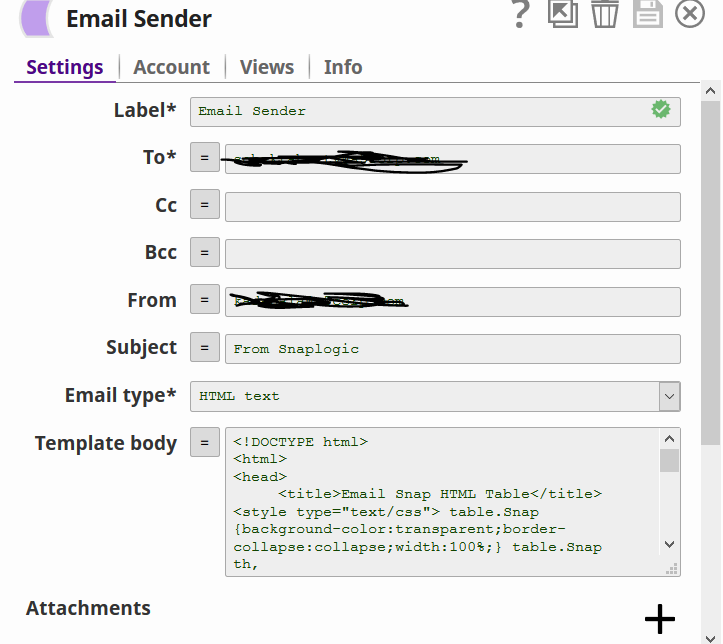 Email Sender
?
Settings Account Views Info
Label* Email Sender
To* =
Cc =
Bcc =
From =
Subject = From Snaplogic
Email type* HTML text
Template body = <!DOCTYPE html>
<html>
<head>
<title>Email Snap HTML Table</title>
<style type="text/css"> table.Snap
{background-color:transparent;border-
collapse:collapse;width:100%;} table.Snap
th,
Attachments